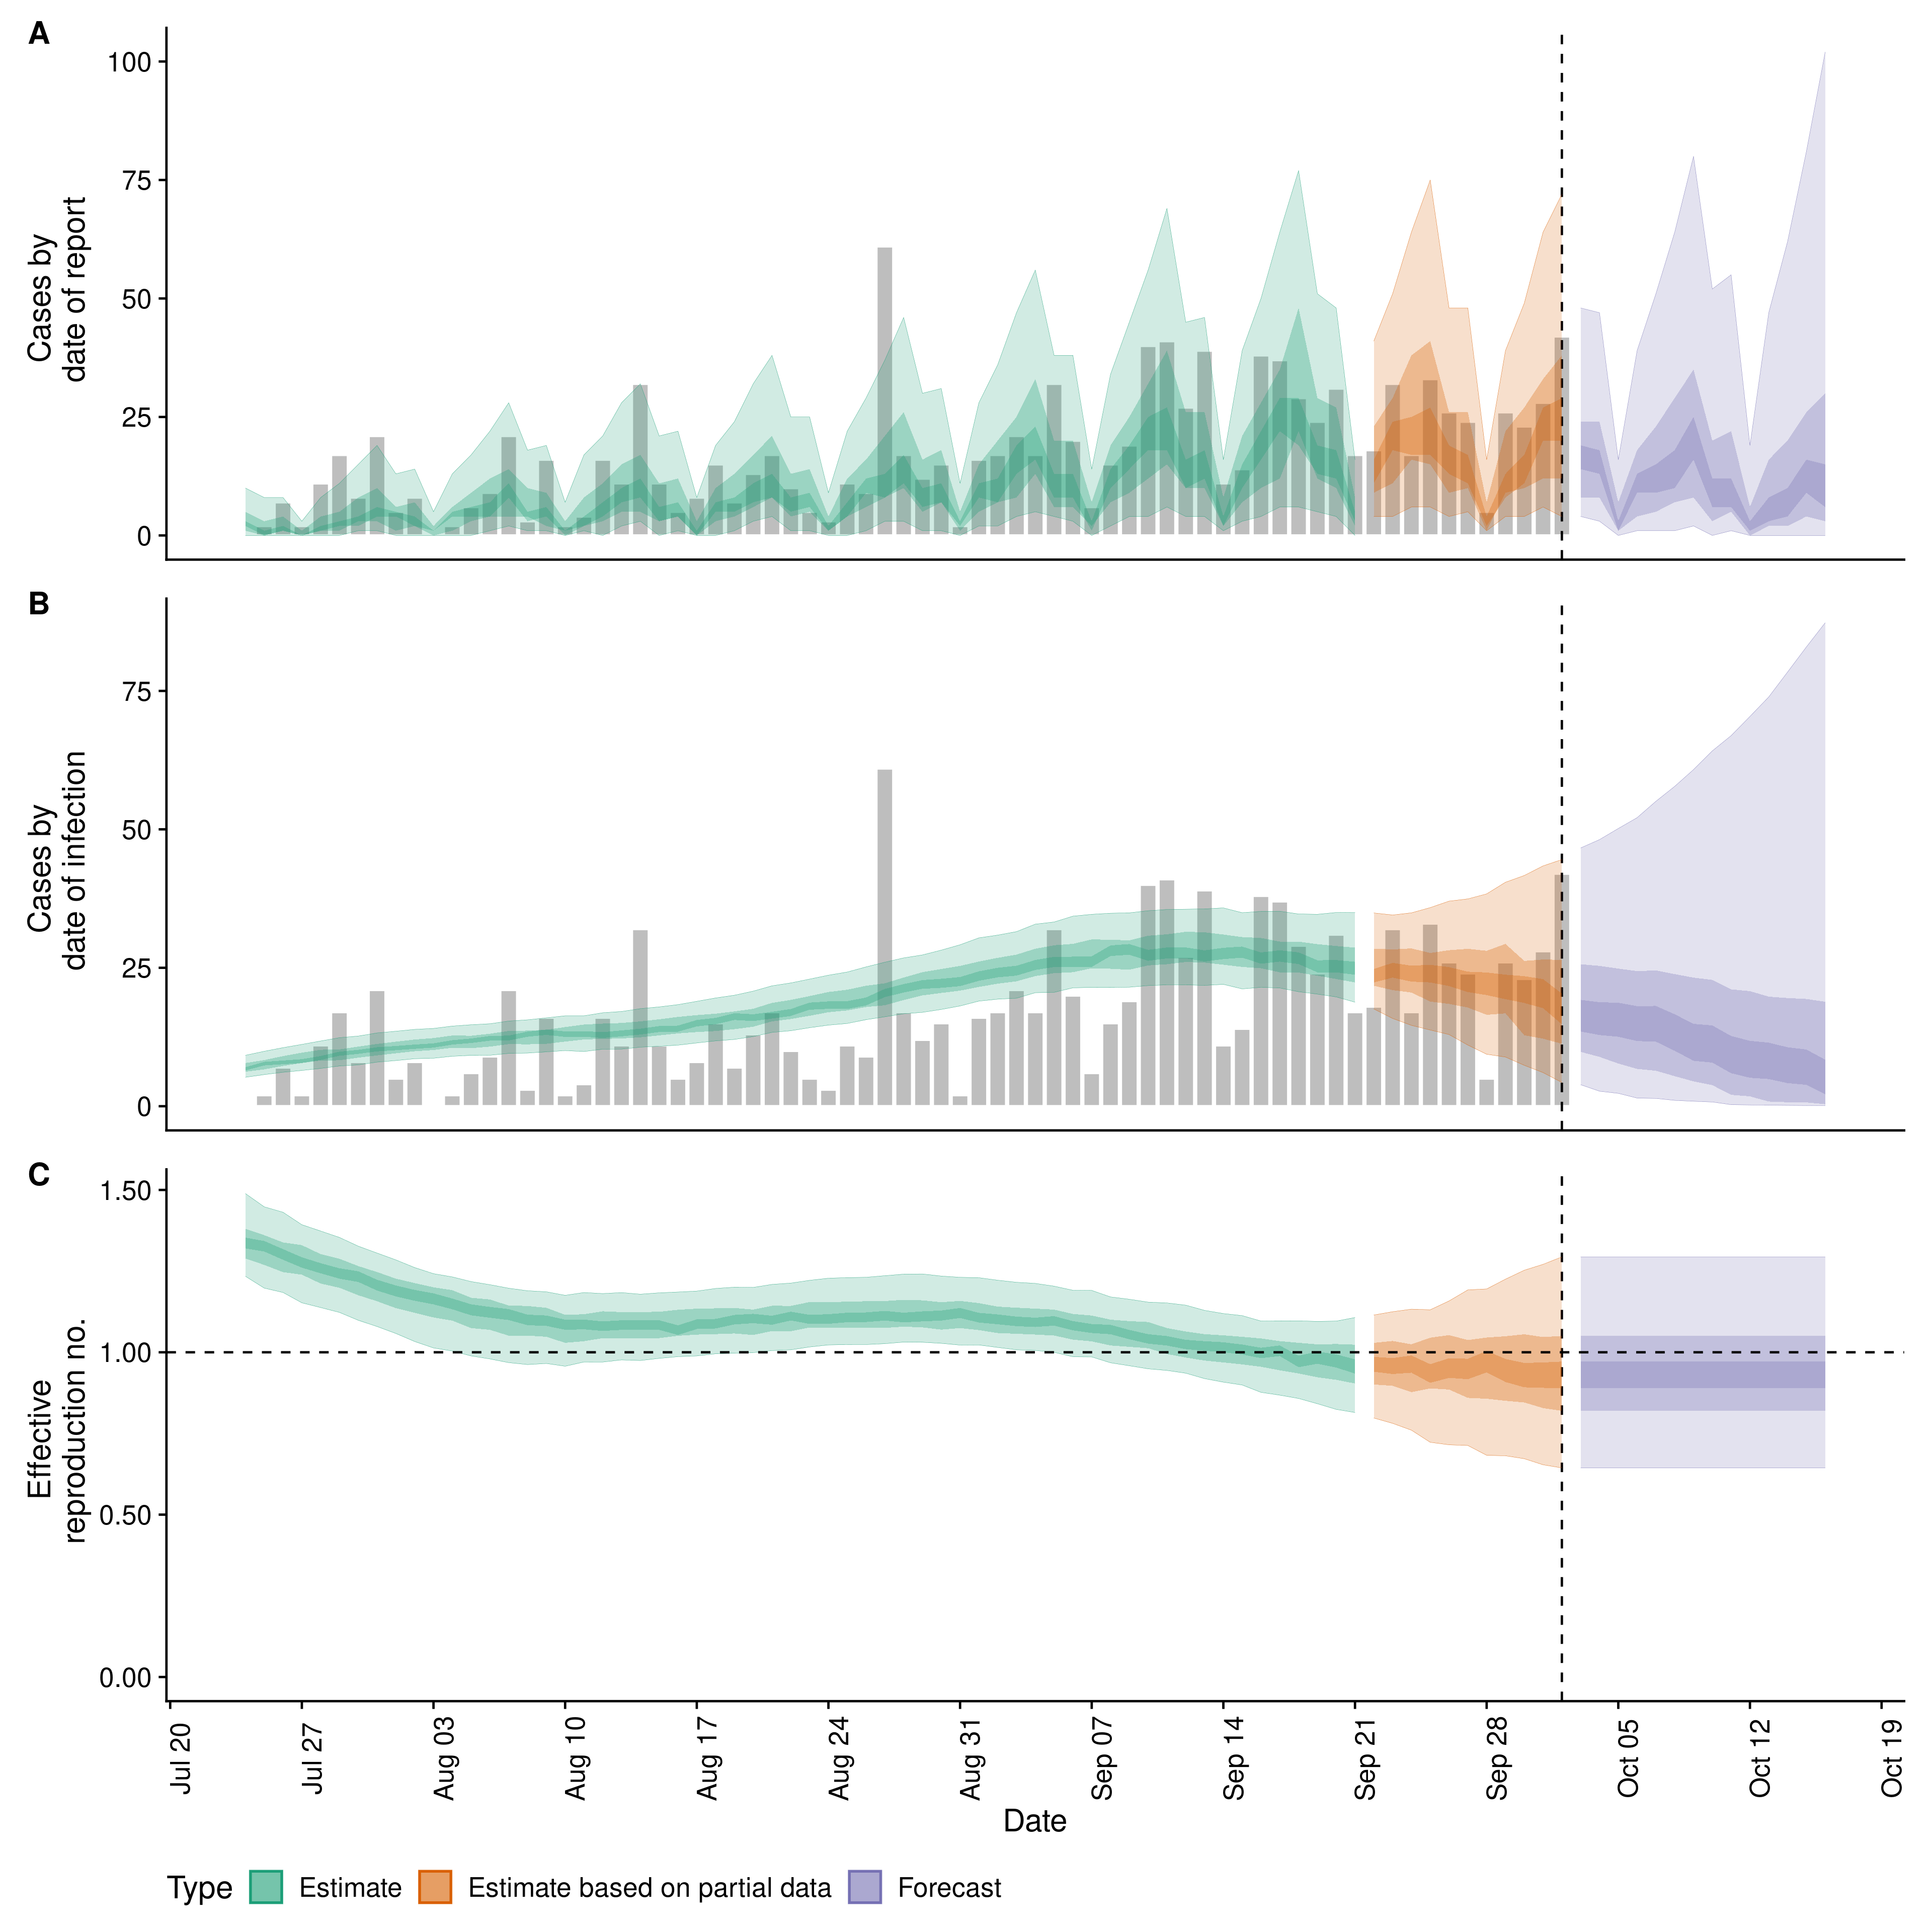 A
100
75
50
25
0
Cases by
date of report
B
75
50
25
0
Cases by
date of infection
C
1.50
1.00
0.50
0.00
Effective
reproduction no.
Jul 20
Jul 27
Aug 03
Aug 10
Aug 17
Aug 24
Aug 31
Sep 07
Sep 14
Sep 21
Sep 28
Oct 05
Oct 12
Oct 19
Date
Type Estimate Estimate based on partial data Forecast